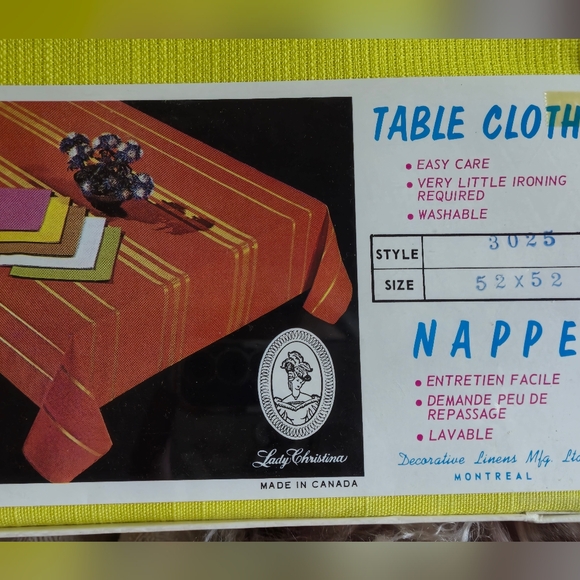 TABLE CLOTH
• EASY CARE
• VERY LITTLE IRONING
REQUIRED
• WASHABLE
STYLE 3025
SIZE 52 x 52
NAPPE
• ENTRETIEN FACILE
• DEMANDE PEU DE
REPASSAGE
• LAVABLE
Decorative Linens Mfg. Ltd
MONTREAL
Lady Christina
MADE IN CANADA